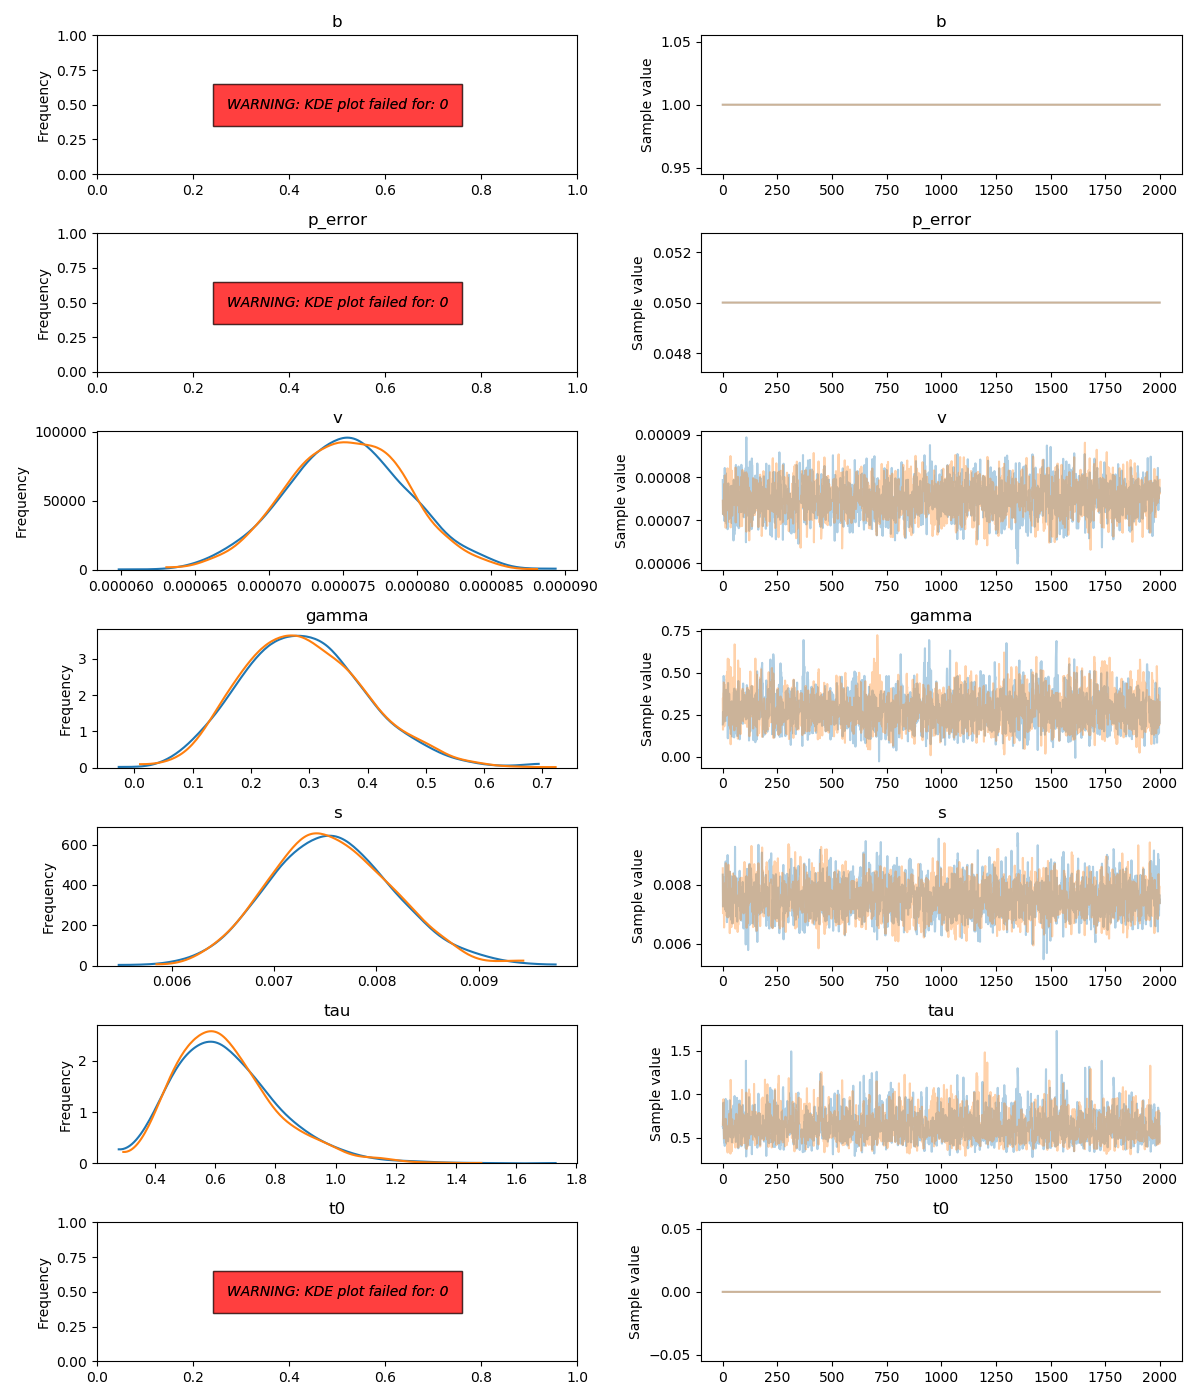 b
1.00
0.75
0.50
0.25
0.00
Frequency
WARNING: KDE plot failed for: 0
0.0 0.2 0.4 0.6 0.8 1.0
b
1.05
1.00
0.95
Sample value
0 250 500 750 1000 1250 1500 1750 2000
p_error
1.00
0.75
0.50
0.25
0.00
Frequency
WARNING: KDE plot failed for: 0
0.0 0.2 0.4 0.6 0.8 1.0
p_error
0.052
0.050
0.048
Sample value
0 250 500 750 1000 1250 1500 1750 2000
v
100000
50000
0
Frequency
0.000060 0.000065 0.000070 0.000075 0.000080 0.000085 0.000090
v
0.00009
0.00008
0.00007
0.00006
Sample value
0 250 500 750 1000 1250 1500 1750 2000
gamma
3
2
1
0
Frequency
0.0 0.1 0.2 0.3 0.4 0.5 0.6 0.7
gamma
0.75
0.50
0.25
0.00
Sample value
0 250 500 750 1000 1250 1500 1750 2000
s
600
400
200
0
Frequency
0.006 0.007 0.008 0.009
s
0.008
0.006
Sample value
0 250 500 750 1000 1250 1500 1750 2000
tau
2
1
0
Frequency
0.4 0.6 0.8 1.0 1.2 1.4 1.6 1.8
tau
1.5
1.0
0.5
Sample value
0 250 500 750 1000 1250 1500 1750 2000
t0
1.00
0.75
0.50
0.25
0.00
Frequency
WARNING: KDE plot failed for: 0
0.0 0.2 0.4 0.6 0.8 1.0
t0
0.05
0.00
−0.05
Sample value
0 250 500 750 1000 1250 1500 1750 2000